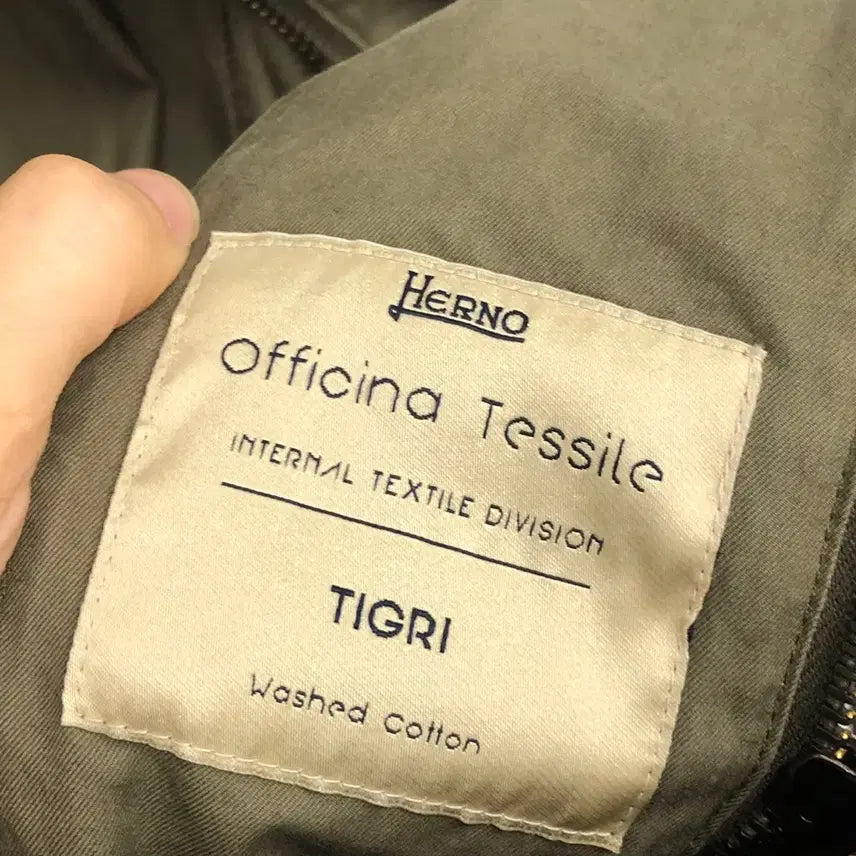 HERNO
Officina Tessile
INTERNAL TEXTILE DIVISION
TIGRI
Washed Cotton